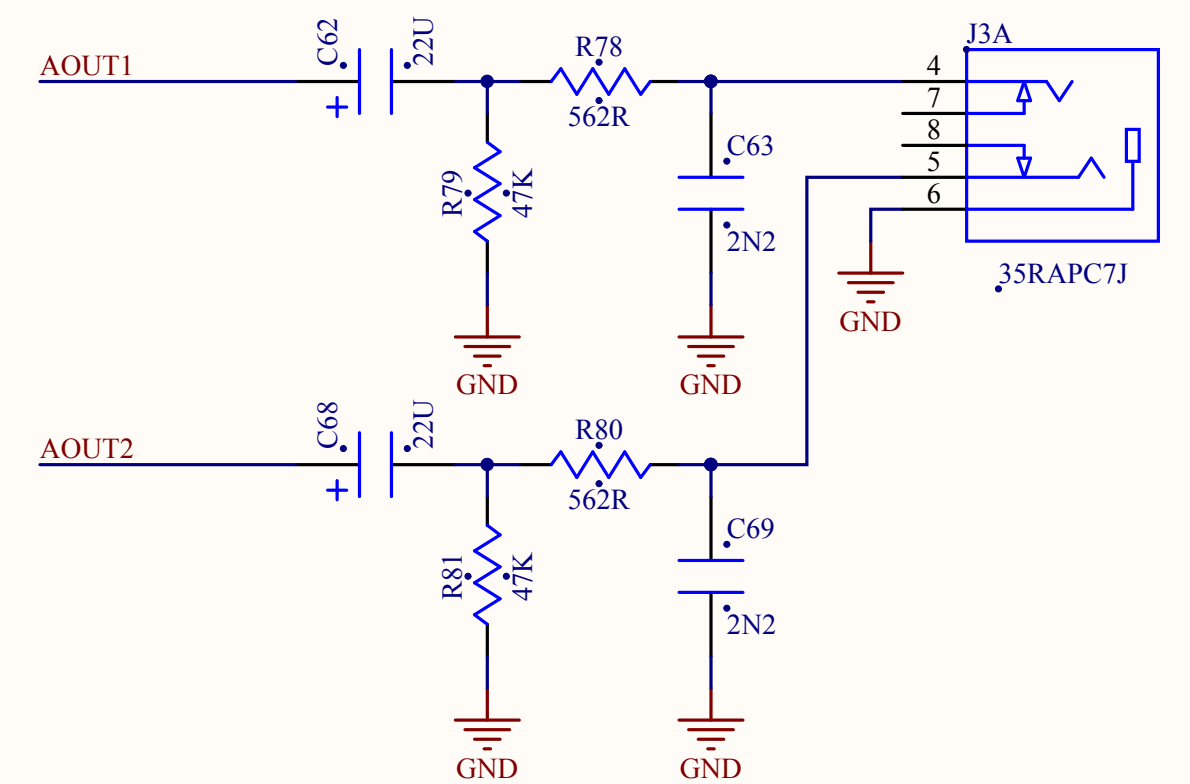 AOUT1
C62
+
22U
R78
562R
R79
47K
GND
C63
2N2
GND
J3A
4
7
8
5
6
35RAPC7J
GND
AOUT2
C68
+
22U
R80
562R
R81
47K
GND
C69
2N2
GND